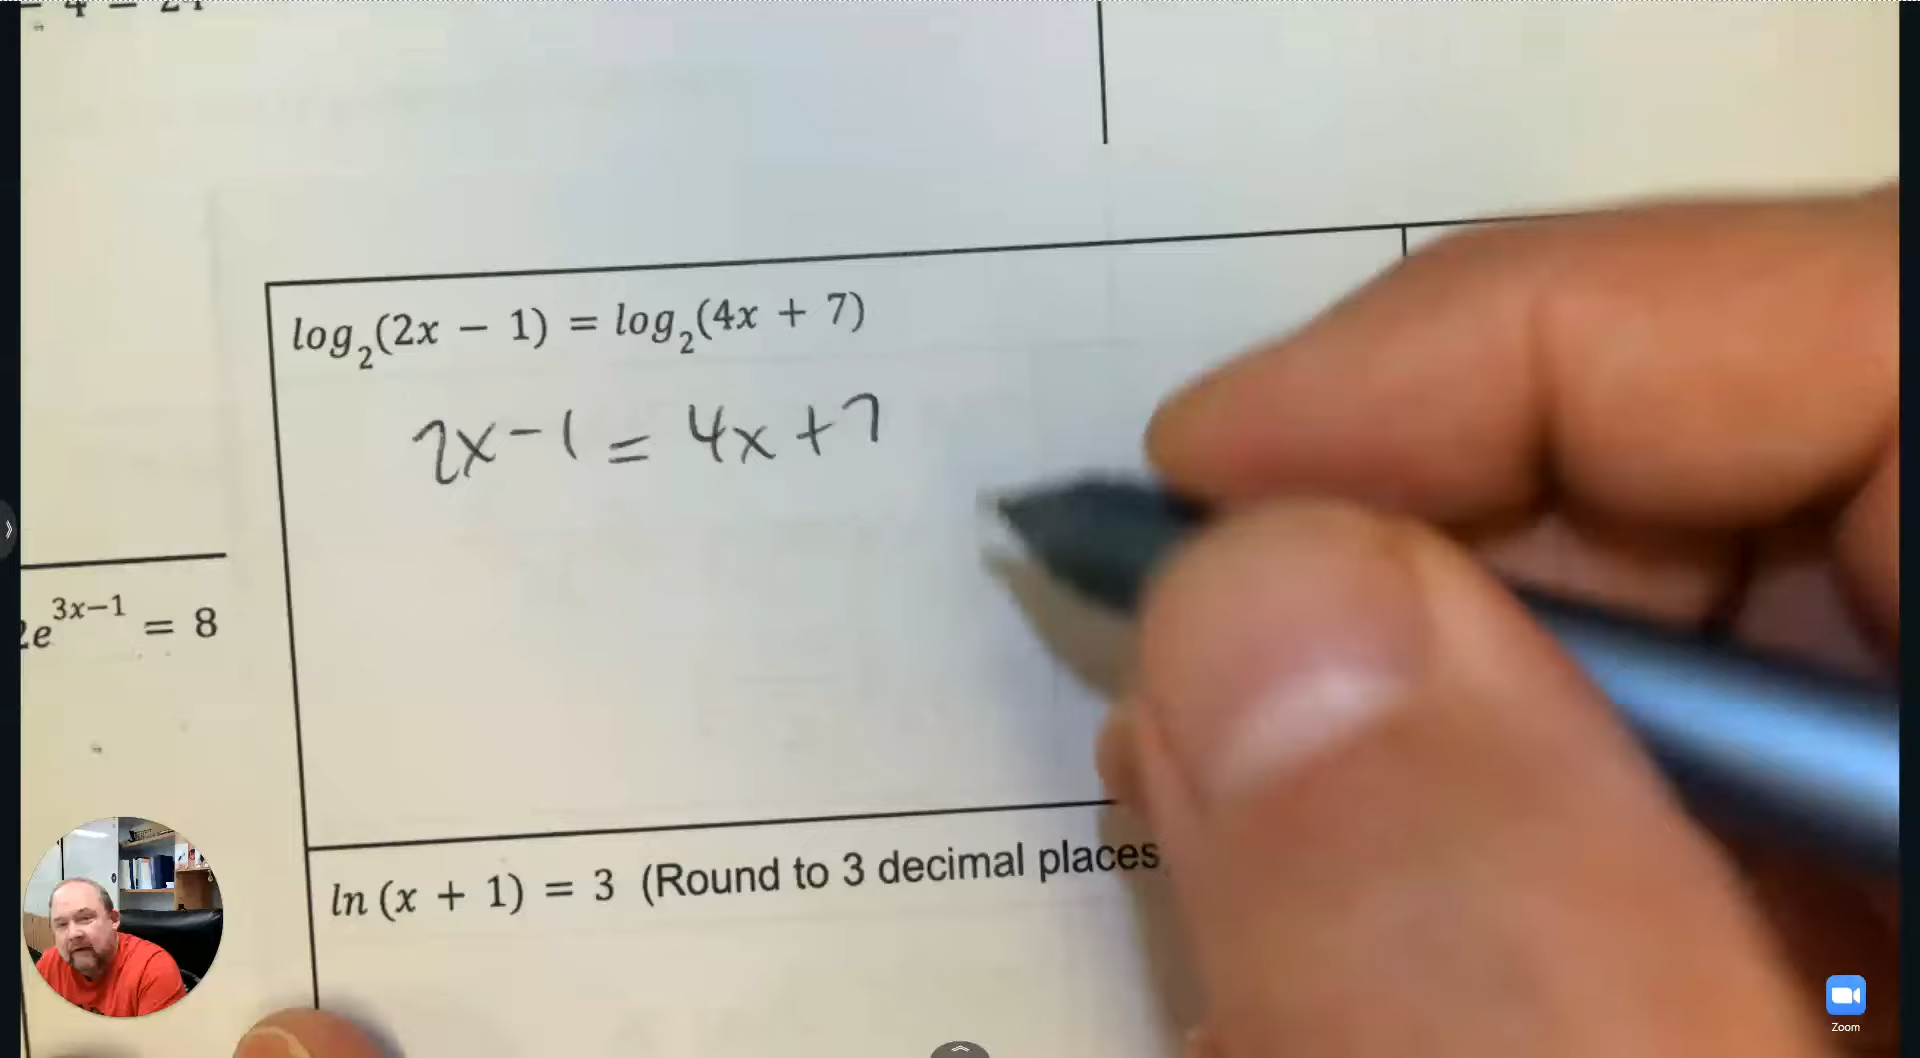 log₂(2x − 1) = log₂(4x + 7)
2x − 1 = 4x + 7
3x−1
e = 8
ln (x + 1) = 3 (Round to 3 decimal places
Zoom